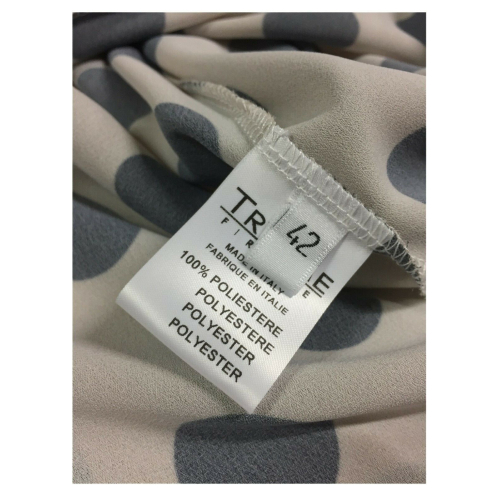 42
MADE IN ITALY
FABRIQUE EN ITALIE
100% POLIESTERE
POLYESTERE
POLYESTER
POLYESTER